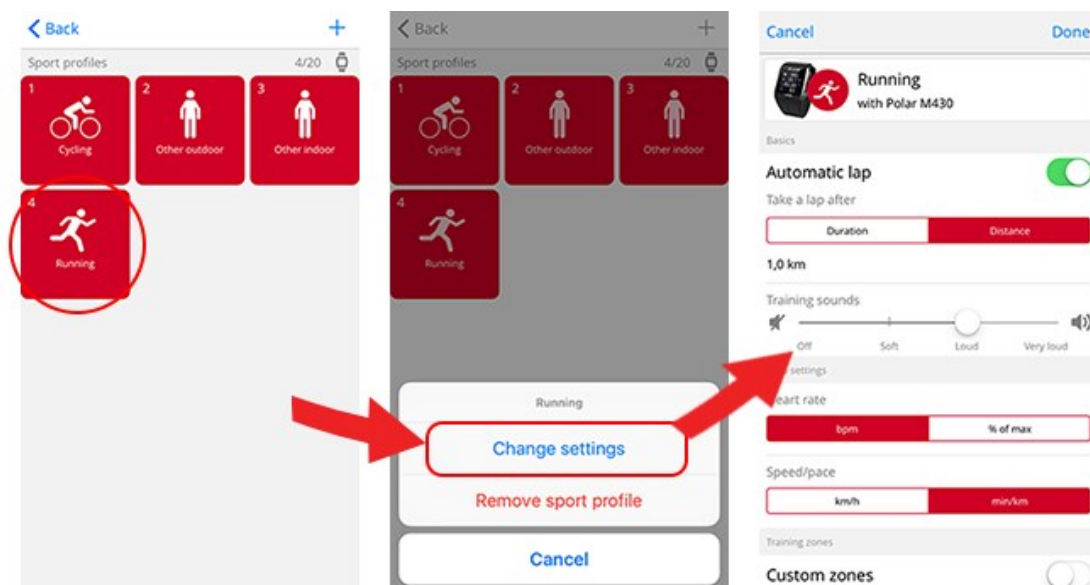 Back
Sport profiles 4/20
1 2 3
Cycling Other outdoor Other indoor
4
Running
Back
Sport profiles 4/20
1 2 3
Cycling Other outdoor Other indoor
4
Running
Running
Change settings
Remove sport profile
Cancel
Cancel Done
Running
with Polar M430
Basics
Automatic lap
Take a lap after
Duration Distance
1,0 km
Training sounds
Off Soft Loud Very loud
settings
eart rate
bpm % of max
Speed/pace
km/h min/km
Training zones
Custom zones